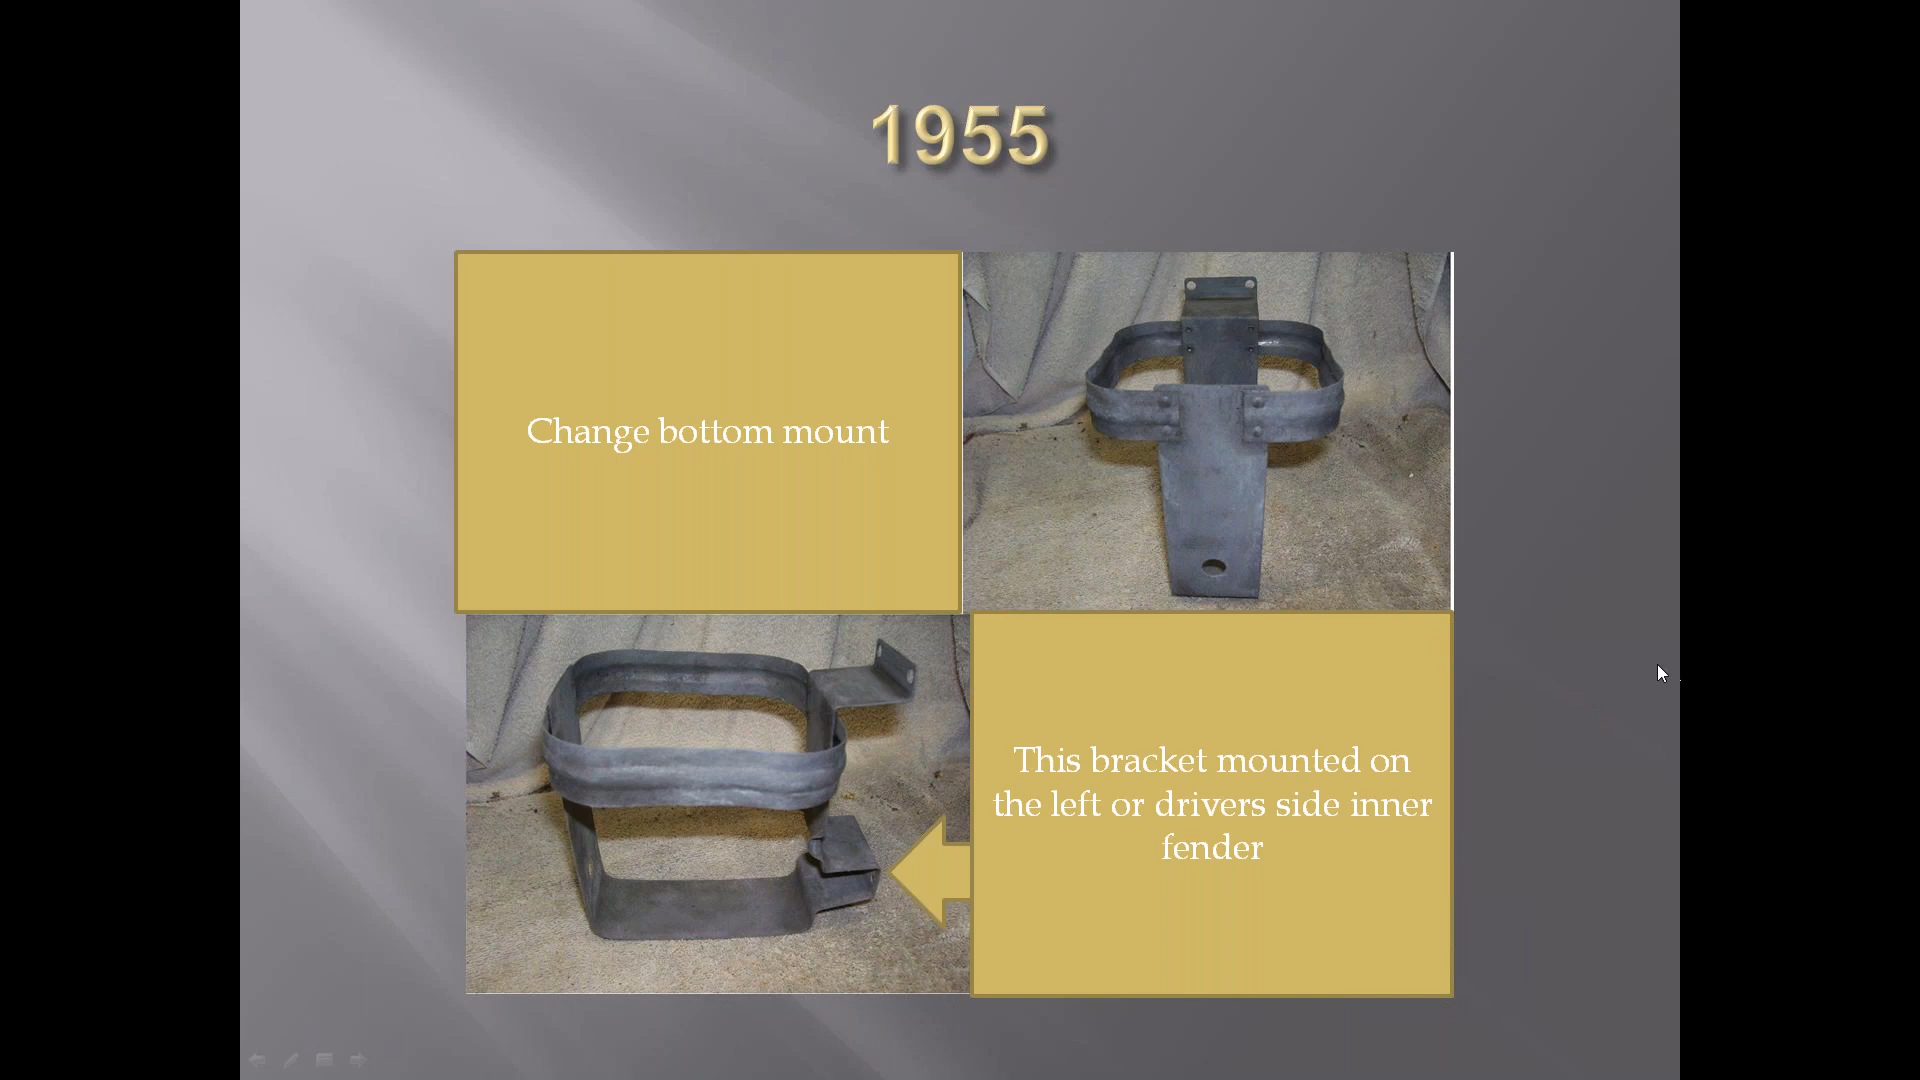 1955
Change bottom mount
This bracket mounted on
the left or drivers side inner
fender